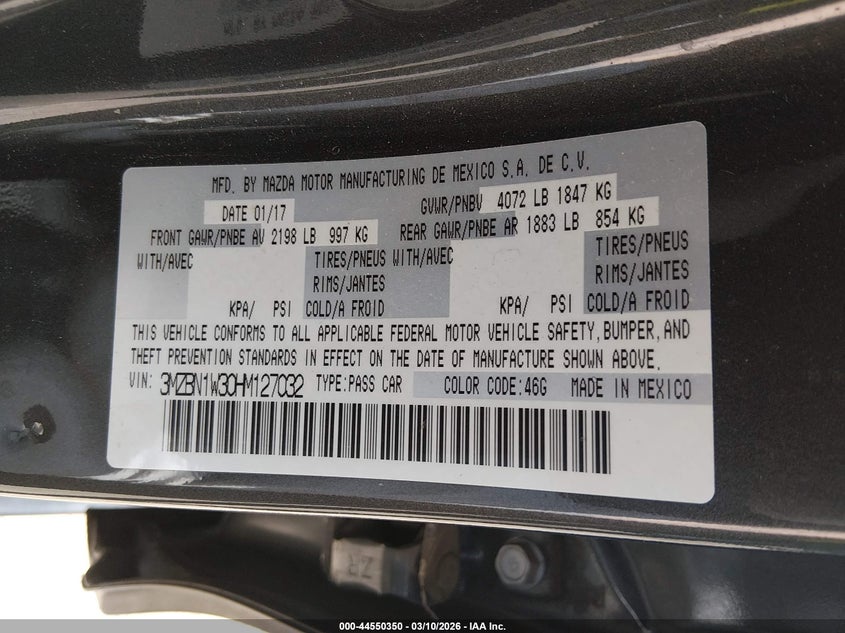 MFD. BY MAZDA MOTOR MANUFACTURING DE MEXICO S.A. DE C.V.
DATE 01/17 GVWR/PNBV 4072 LB 1847 KG
FRONT GAWR/PNBE AV 2198 LB 997 KG REAR GAWR/PNBE AR 1883 LB 854 KG
WITH/AVEC TIRES/PNEUS WITH/AVEC TIRES/PNEUS
RIMS/JANTES RIMS/JANTES
KPA/ PSI COLD/A FROID KPA/ PSI COLD/A FROID
THIS VEHICLE CONFORMS TO ALL APPLICABLE FEDERAL MOTOR VEHICLE SAFETY, BUMPER, AND
THEFT PREVENTION STANDARDS IN EFFECT ON THE DATE OF MANUFACTURE SHOWN ABOVE.
VIN: 3MZBN1W30HM127032 TYPE:PASS CAR COLOR CODE:46G MADE IN MEXICO
ZR
000-44550350 - 03/10/2026 - IAA Inc.